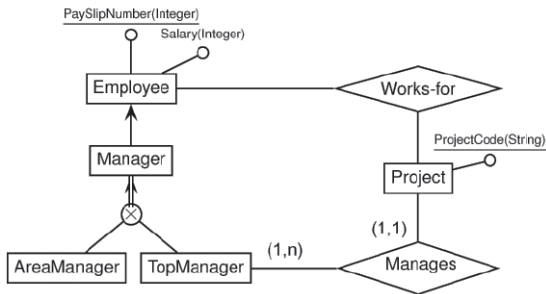 PaySlipNumber(Integer)
Salary(Integer)
Employee
Works-for
ProjectCode(String)
Manager
Project
(1,1)
(1,n)
AreaManager
TopManager
Manages